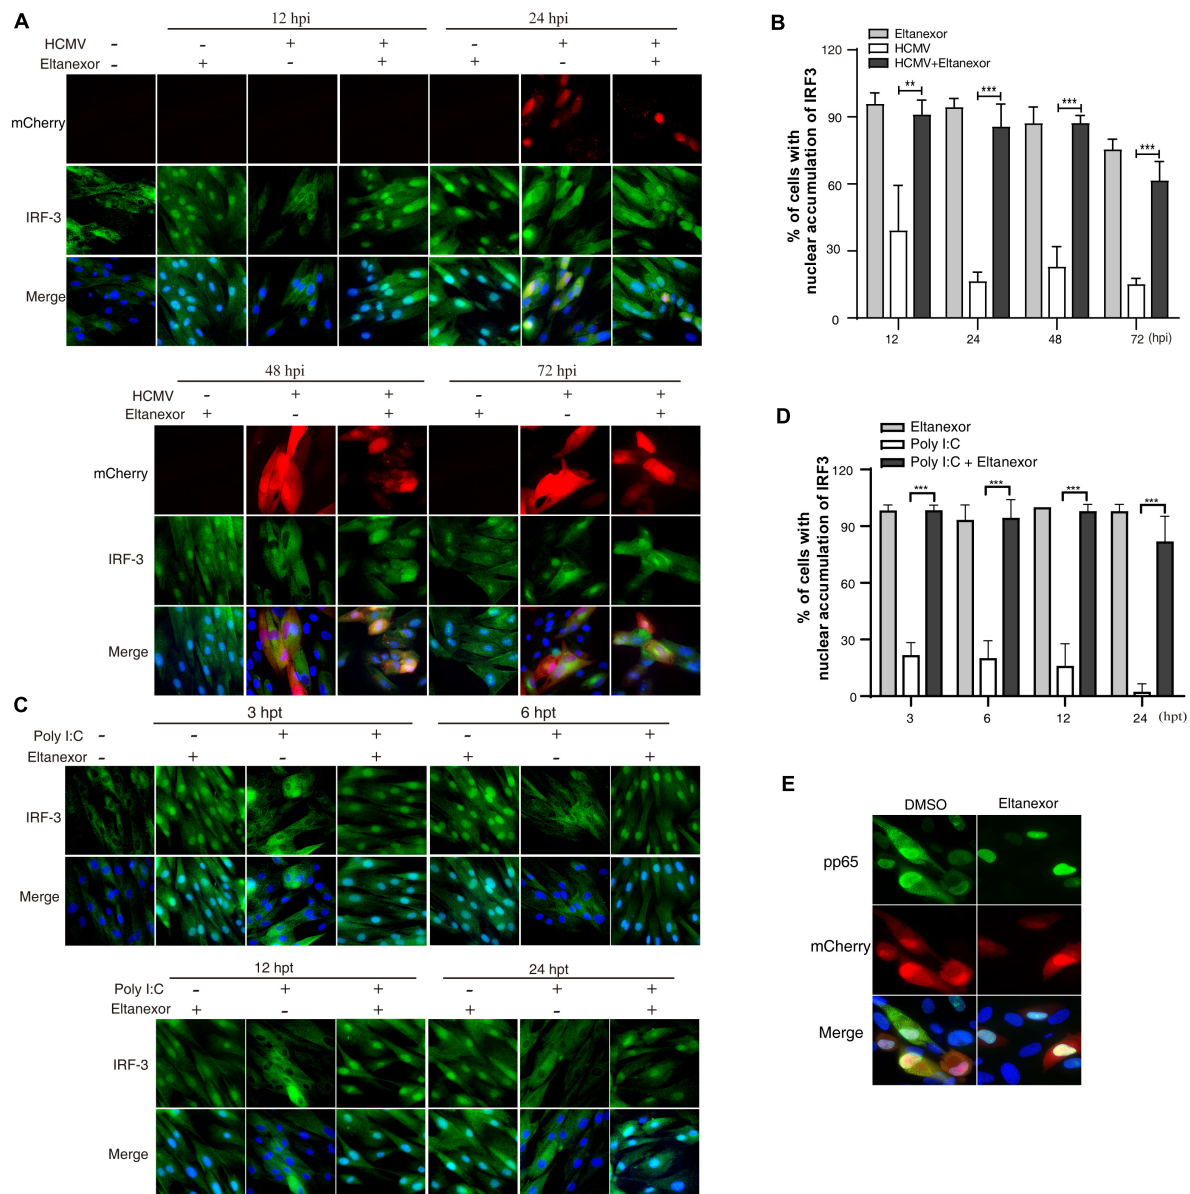 A
12 hpi
24 hpi
HCMV - - + + - + +
Eltanexor - + - + + - +
mCherry
IRF-3
Merge
48 hpi
72 hpi
HCMV - + + - + +
Eltanexor + - + + - +
mCherry
IRF-3
Merge
B
Eltanexor
HCMV
HCMV+Eltanexor
% of cells with
nuclear accumulation of IRF3
120
90
60
30
0
** *** *** ***
12 24 48 72 (hpi)
C
3 hpt
6 hpt
Poly I:C - - + + - + +
Eltanexor - + - + + - +
IRF-3
Merge
12 hpt
24 hpt
Poly I:C - + + - + +
Eltanexor + - + + - +
IRF-3
Merge
D
Eltanexor
Poly I:C
Poly I:C + Eltanexor
% of cells with
nuclear accumulation of IRF3
120
90
60
30
0
*** *** *** ***
3 6 12 24 (hpt)
E
DMSO Eltanexor
pp65
mCherry
Merge